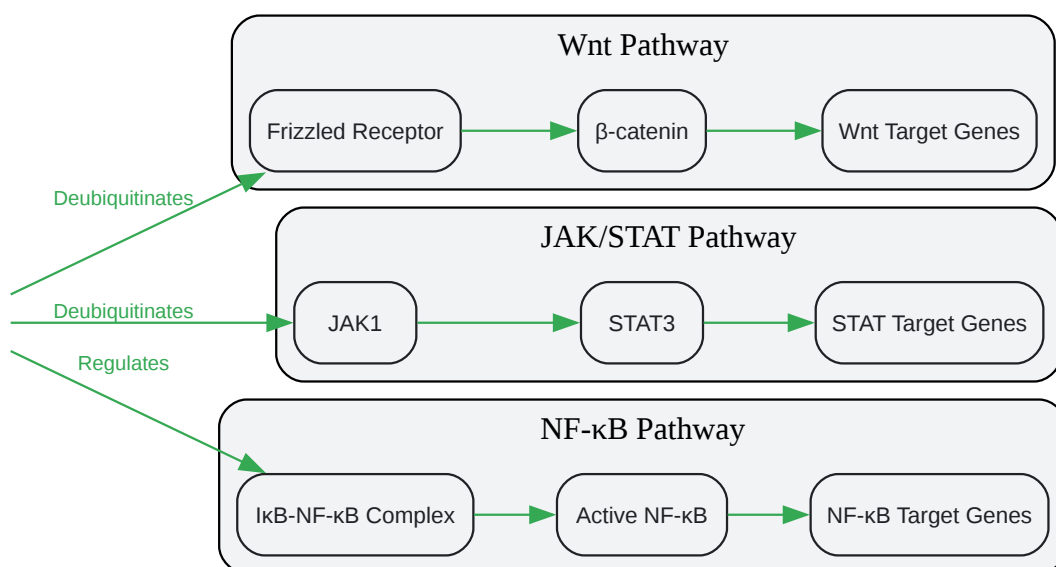 Wnt Pathway
Frizzled Receptor
β-catenin
Wnt Target Genes
Deubiquitinates
JAK/STAT Pathway
Deubiquitinates
JAK1
STAT3
STAT Target Genes
Regulates
NF-κB Pathway
IκB-NF-κB Complex
Active NF-κB
NF-κB Target Genes